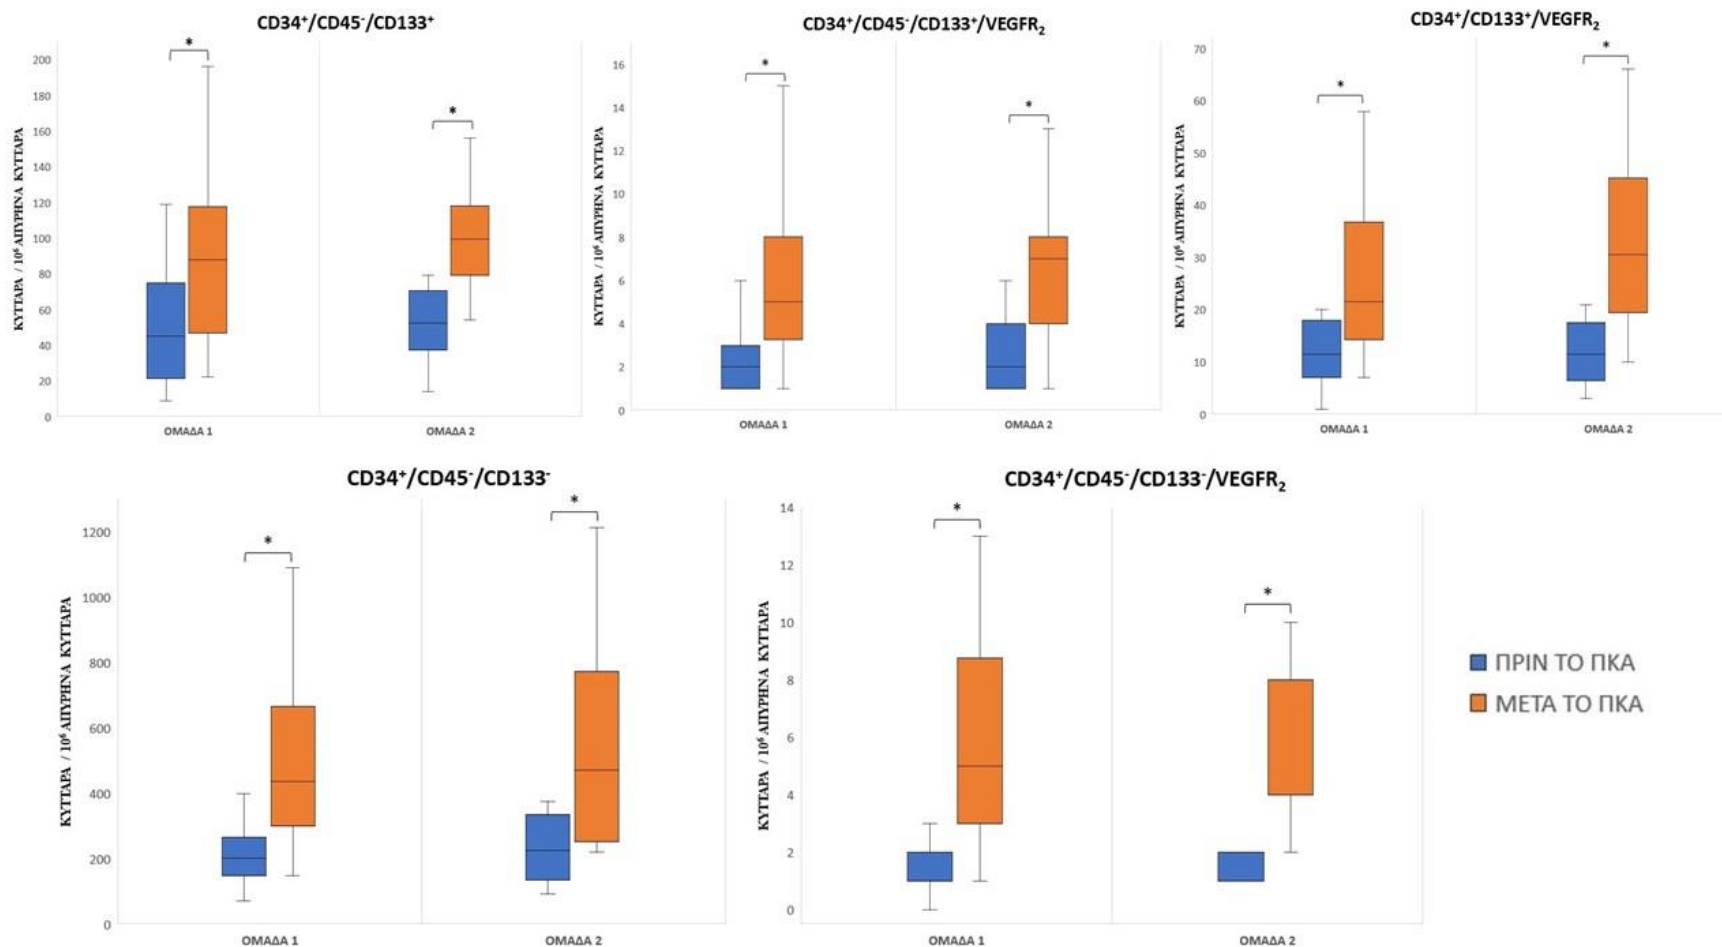 CD34⁺/CD45⁻/CD133⁺
*
*
200
180
160
140
120
100
80
60
40
20
0
ΚΥΤΤΑΡΑ / 10⁶ ΑΠΥΡΗΝΑ ΚΥΤΤΑΡΑ
ΟΜΑΔΑ 1
ΟΜΑΔΑ 2
CD34⁺/CD45⁻/CD133⁺/VEGFR₂
*
*
16
14
12
10
8
6
4
2
0
ΚΥΤΤΑΡΑ / 10⁶ ΑΠΥΡΗΝΑ ΚΥΤΤΑΡΑ
ΟΜΑΔΑ 1
ΟΜΑΔΑ 2
CD34⁺/CD133⁺/VEGFR₂
*
*
70
60
50
40
30
20
10
0
ΚΥΤΤΑΡΑ / 10⁶ ΑΠΥΡΗΝΑ ΚΥΤΤΑΡΑ
ΟΜΑΔΑ 1
ΟΜΑΔΑ 2
CD34⁺/CD45⁻/CD133⁻
*
*
1200
1000
800
600
400
200
0
ΚΥΤΤΑΡΑ / 10⁶ ΑΠΥΡΗΝΑ ΚΥΤΤΑΡΑ
ΟΜΑΔΑ 1
ΟΜΑΔΑ 2
CD34⁺/CD45⁻/CD133⁻/VEGFR₂
*
*
14
12
10
8
6
4
2
0
ΚΥΤΤΑΡΑ / 10⁶ ΑΠΥΡΗΝΑ ΚΥΤΤΑΡΑ
ΟΜΑΔΑ 1
ΟΜΑΔΑ 2
ΠΡΙΝ ΤΟ ΠΚΑ
ΜΕΤΑ ΤΟ ΠΚΑ